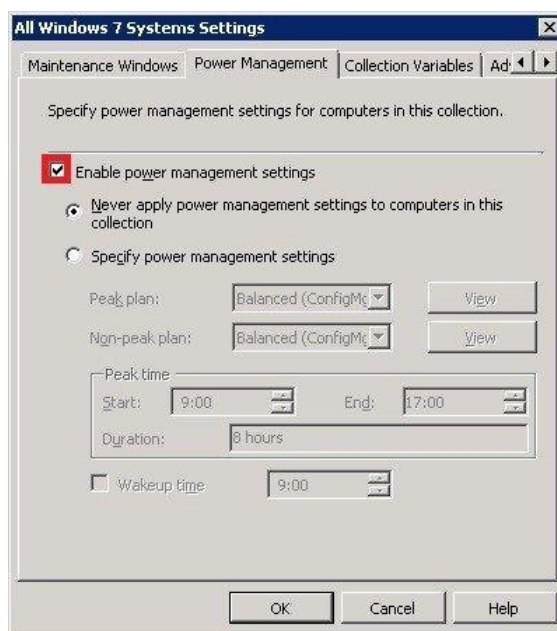 All Windows 7 Systems Settings
Maintenance Windows Power Management Collection Variables
Specify power management settings for computers in this collection.
Enable power management settings
Never apply power management settings to computers in this
collection
Specify power management settings
Peak plan: Balanced (ConfigMg View
Non-peak plan: Balanced (ConfigMg View
Peak time
Start: 9:00 End: 17:00
Duration: 8 hours
Wakeup time 9:00
OK Cancel Help